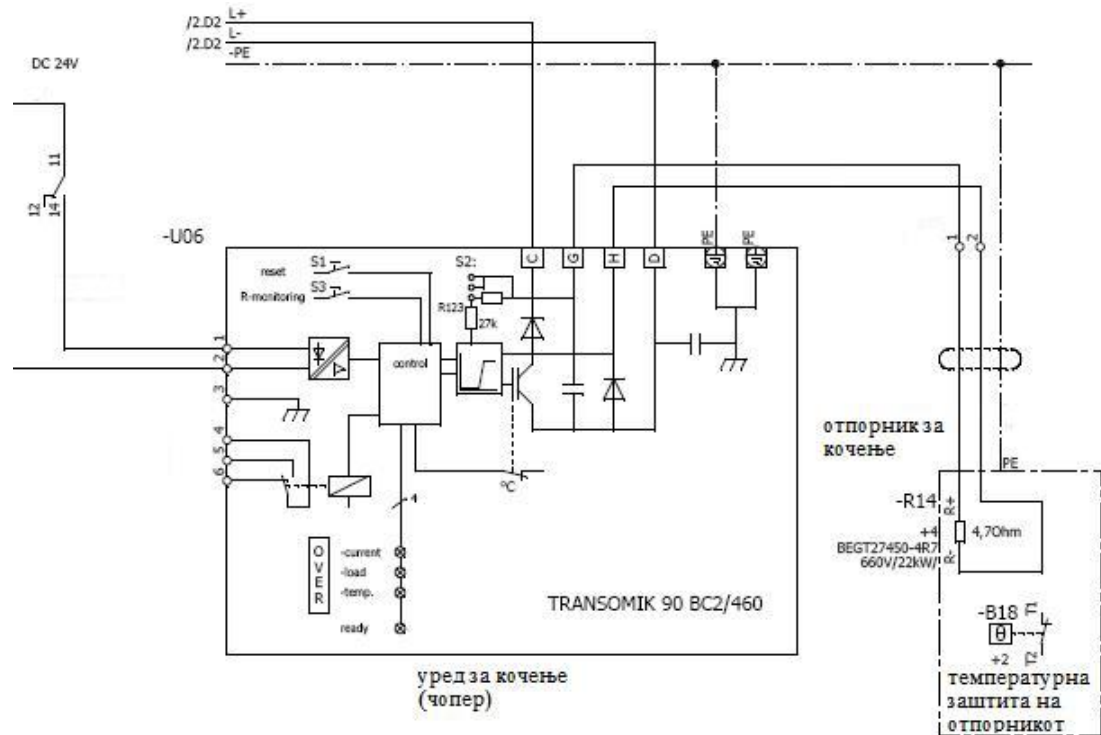 /2.D2 L+
/2.D2 L-
-PE
DC 24V
11
12
14
-U06
C
G
H
D
PE
PE
1
2
S1
reset
S3
R-monitoring
S2:
R123
27k
1
2
3
4
5
6
control
°C
4
OVER
-current
-load
-temp.
ready
TRANSOMIK 90 BC2/460
уред за кочење
(чопер)
отпорник за
кочење
PE
-R14
R+
+4
4,7Ohm
BEGT27450-4R7
660V/22kW/
R-
-B18
T1
θ
+2
T2
температурна
заштита на
отпорникот